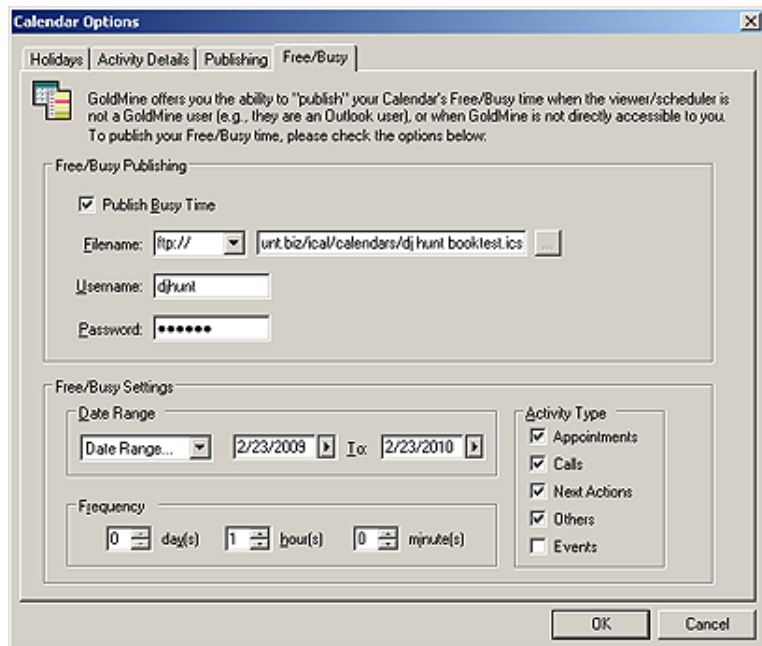 Calendar Options
Holidays Activity Details Publishing Free/Busy
GoldMine offers you the ability to "publish" your Calendar's Free/Busy time when the viewer/scheduler is
not a GoldMine user (e.g., they are an Outlook user), or when GoldMine is not directly accessible to you.
To publish your Free/Busy time, please check the options below:
Free/Busy Publishing
Publish Busy Time
Filename: ftp:// unt.biz/ical/calendars/dj hunt booktest.ics ...
Username: djhunt
Password: ●●●●●●
Free/Busy Settings
Date Range
Date Range... 2/23/2009 To: 2/23/2010
Frequency
0 day(s) 1 hour(s) 0 minute(s)
Activity Type
Appointments
Calls
Next Actions
Others
Events
OK Cancel